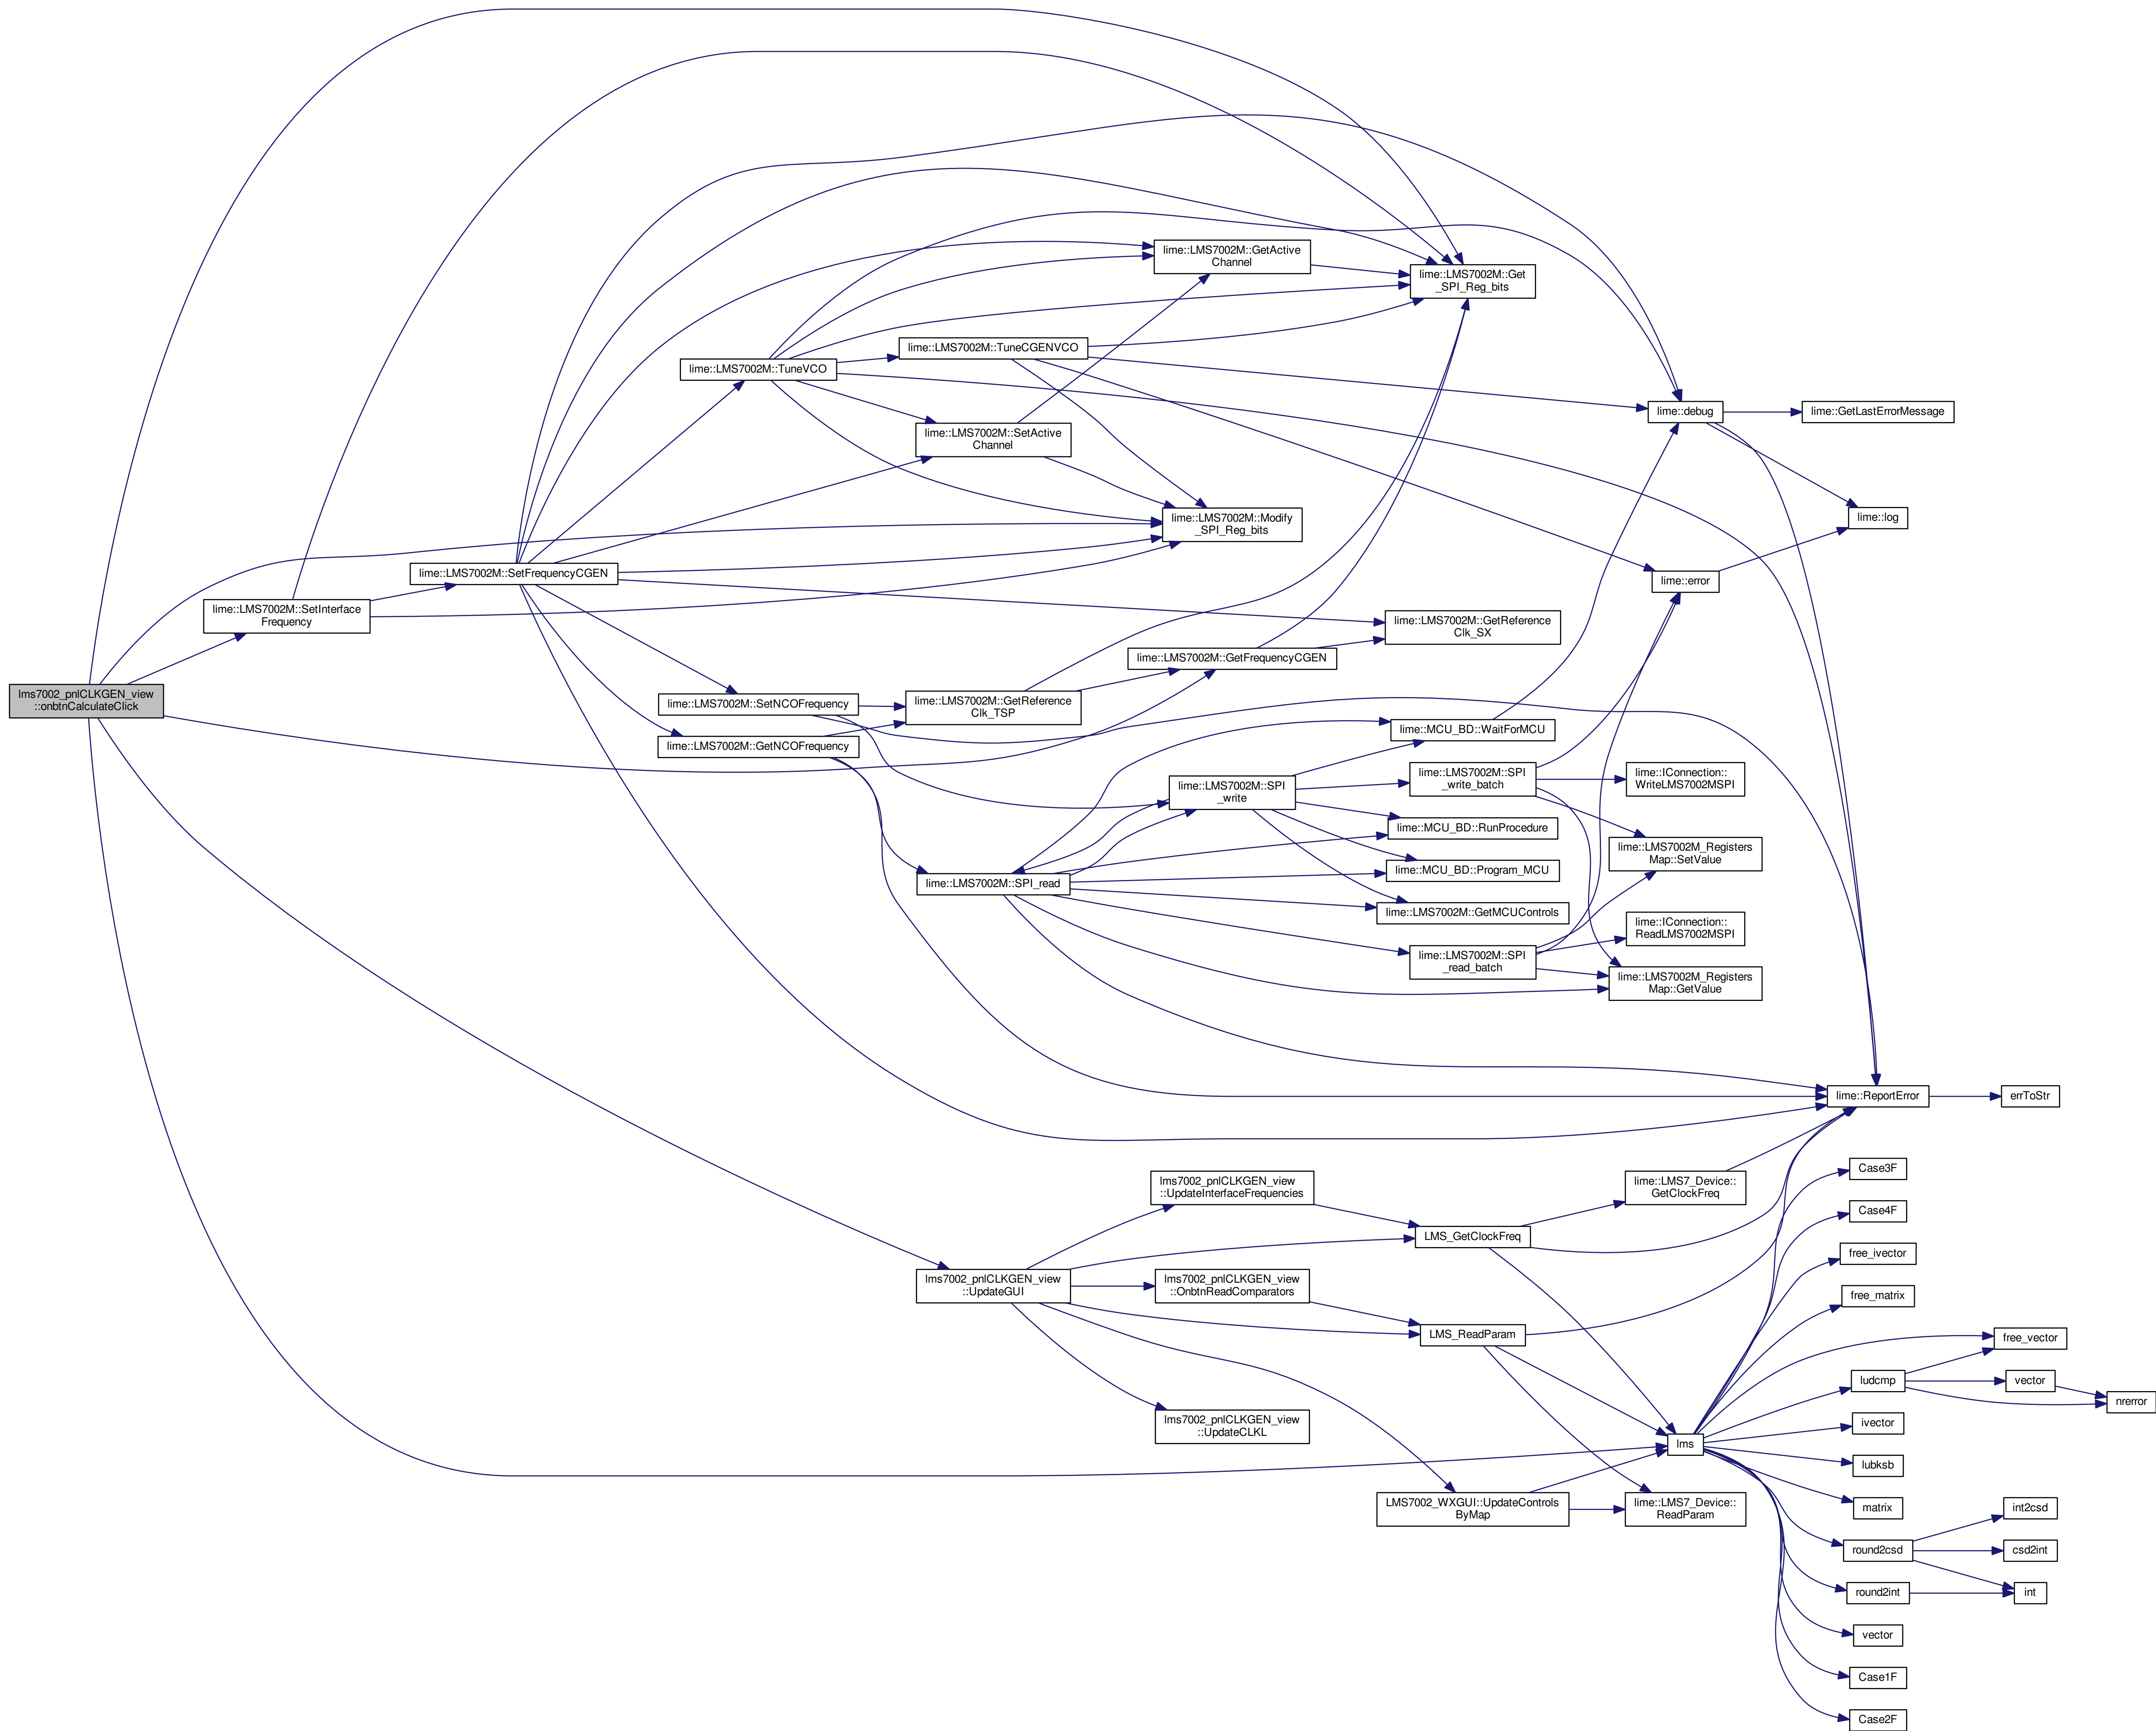 lms7002_pnlCLKGEN_view
::onbtnCalculateClick
lime::LMS7002M::SetInterface
Frequency
lime::LMS7002M::SetFrequencyCGEN
lime::LMS7002M::TuneVCO
lime::LMS7002M::SetNCOFrequency
lime::LMS7002M::GetNCOFrequency
lime::LMS7002M::TuneCGENVCO
lime::LMS7002M::SetActive
Channel
lime::LMS7002M::GetReference
Clk_TSP
lime::LMS7002M::SPI_read
lms7002_pnlCLKGEN_view
::UpdateGUI
lime::LMS7002M::GetActive
Channel
lime::LMS7002M::Modify
_SPI_Reg_bits
lime::LMS7002M::GetFrequencyCGEN
lime::LMS7002M::SPI
_write
lms7002_pnlCLKGEN_view
::UpdateInterfaceFrequencies
lms7002_pnlCLKGEN_view
::OnbtnReadComparators
lms7002_pnlCLKGEN_view
::UpdateCLKL
lime::LMS7002M::Get
_SPI_Reg_bits
lime::LMS7002M::GetReference
Clk_SX
lime::MCU_BD::WaitForMCU
lime::LMS7002M::SPI
_write_batch
lime::MCU_BD::RunProcedure
lime::MCU_BD::Program_MCU
lime::LMS7002M::GetMCUControls
lime::LMS7002M::SPI
_read_batch
LMS_GetClockFreq
LMS_ReadParam
LMS7002_WXGUI::UpdateControls
ByMap
lime::debug
lime::error
lime::IConnection::
WriteLMS7002MSPI
lime::LMS7002M_Registers
Map::SetValue
lime::IConnection::
ReadLMS7002MSPI
lime::LMS7002M_Registers
Map::GetValue
lime::LMS7_Device::
GetClockFreq
lms
lime::LMS7_Device::
ReadParam
lime::GetLastErrorMessage
lime::log
lime::ReportError
Case3F
Case4F
free_ivector
free_matrix
ludcmp
ivector
lubksb
matrix
round2csd
round2int
vector
Case1F
Case2F
errToStr
free_vector
vector
int2csd
csd2int
int
nrerror